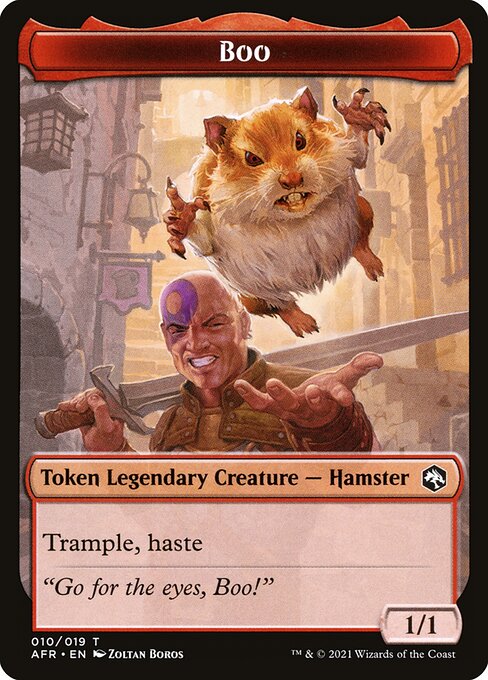 Boo
Token Legendary Creature — Hamster
Trample, haste
“Go for the eyes, Boo!”
1/1
010/019 T
AFR • EN Zoltan Boros
™ & © 2021 Wizards of the Coast